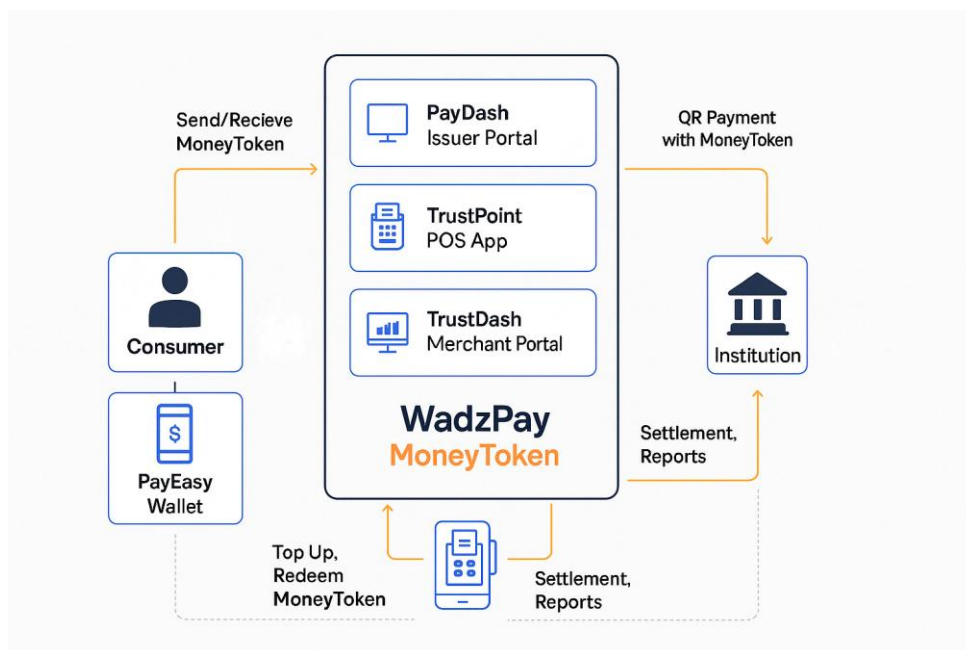 Send/Recieve
MoneyToken
PayDash
Issuer Portal
QR Payment
with MoneyToken
TrustPoint
POS App
TrustDash
Merchant Portal
Consumer
Institution
WadzPay
MoneyToken
Settlement,
Reports
$
PayEasy
Wallet
Top Up,
Redeem
MoneyToken
Settlement,
Reports